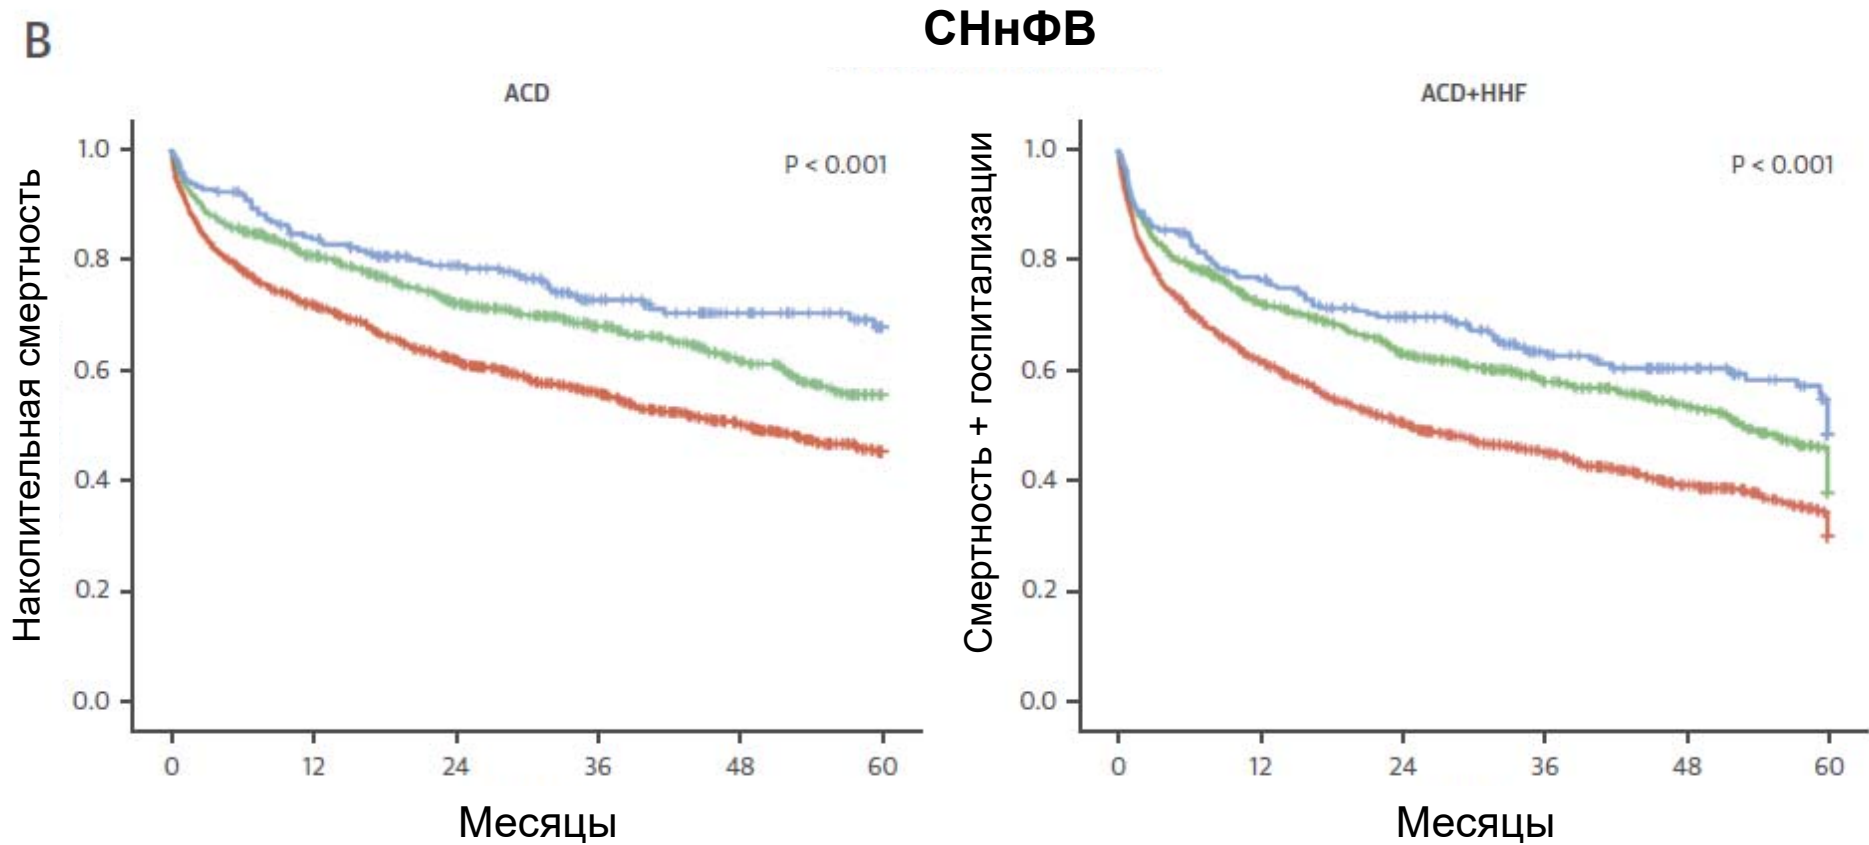 B
СНнФВ
ACD
Накопительная смертность
1.0
0.8
0.6
0.4
0.2
0.0
P < 0.001
0 12 24 36 48 60
Месяцы
ACD+HHF
Смертность + госпитализации
1.0
0.8
0.6
0.4
0.2
0.0
P < 0.001
0 12 24 36 48 60
Месяцы